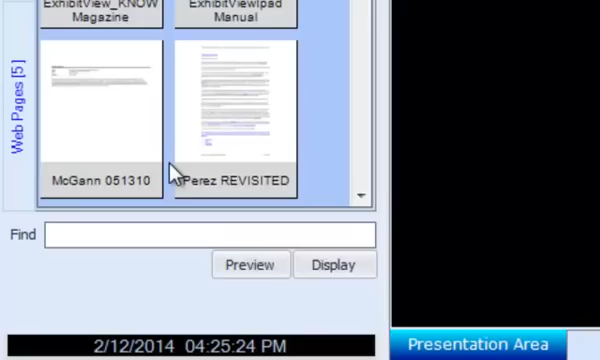 ExhibitView_KNOW
Magazine
ExhibitViewIpad
Manual
Web Pages [5]
McGann 051310
Perez REVISITED
Find
Preview
Display
2/12/2014 04:25:24 PM
Presentation Area